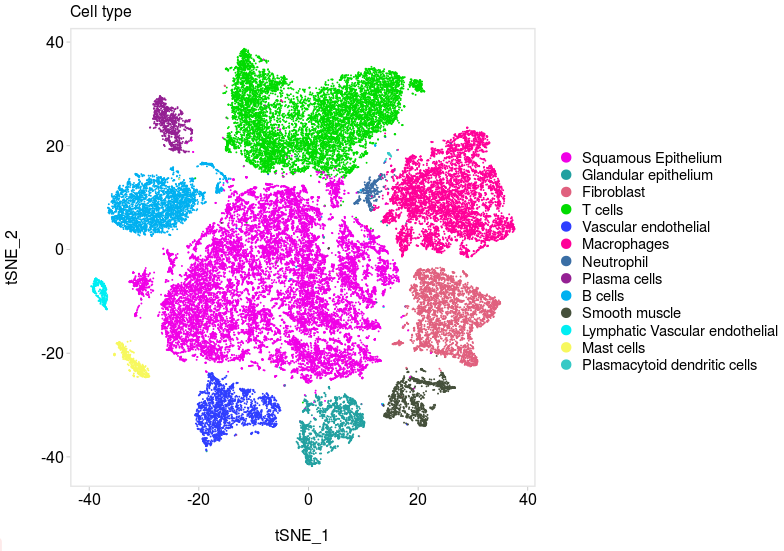 Cell type
40
20
0
-20
-40
tSNE_2
-40
-20
0
20
40
tSNE_1
Squamous Epithelium
Glandular epithelium
Fibroblast
T cells
Vascular endothelial
Macrophages
Neutrophil
Plasma cells
B cells
Smooth muscle
Lymphatic Vascular endothelial
Mast cells
Plasmacytoid dendritic cells